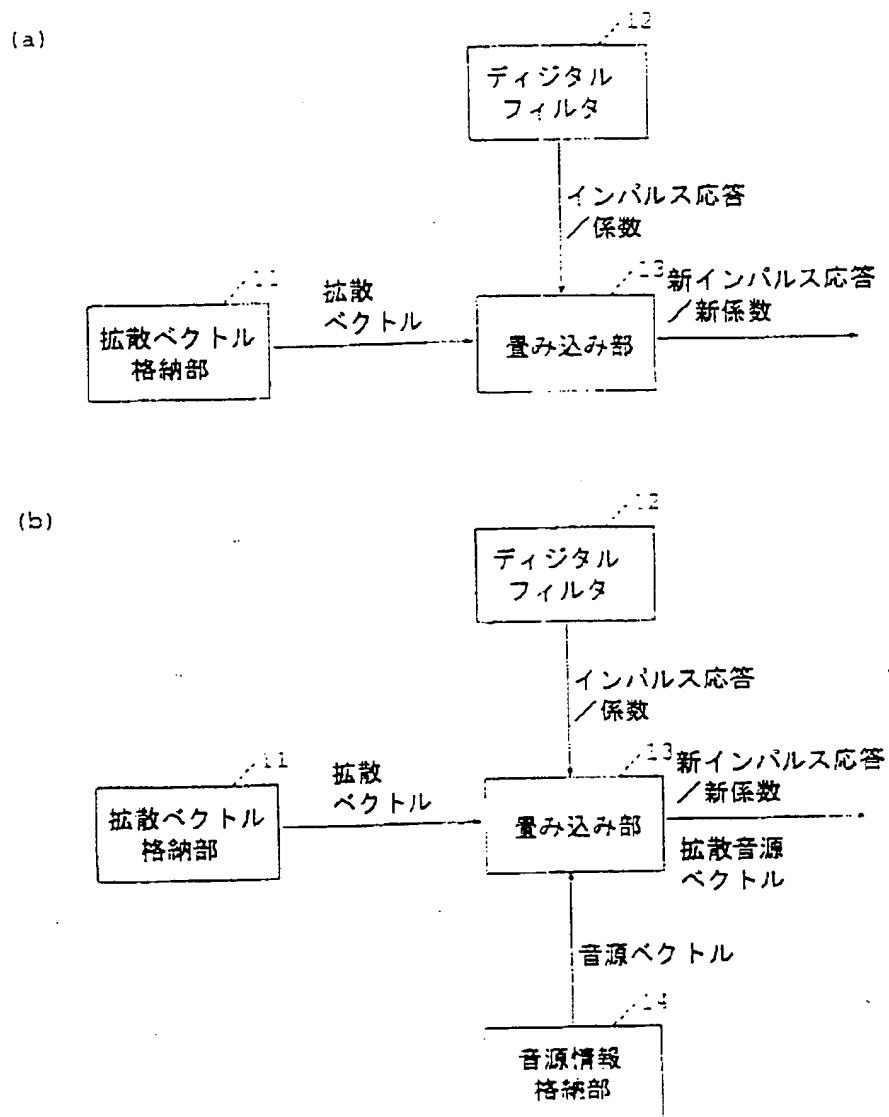 (a)
12
ディジタル
フィルタ
インパルス応答
／係数
11
拡散ベクトル
格納部
拡散
ベクトル
13
畳み込み部
新インパルス応答
／新係数
(b)
12
ディジタル
フィルタ
インパルス応答
／係数
11
拡散ベクトル
格納部
拡散
ベクトル
13
畳み込み部
新インパルス応答
／新係数
拡散音源
ベクトル
音源ベクトル
14
音源情報
格納部